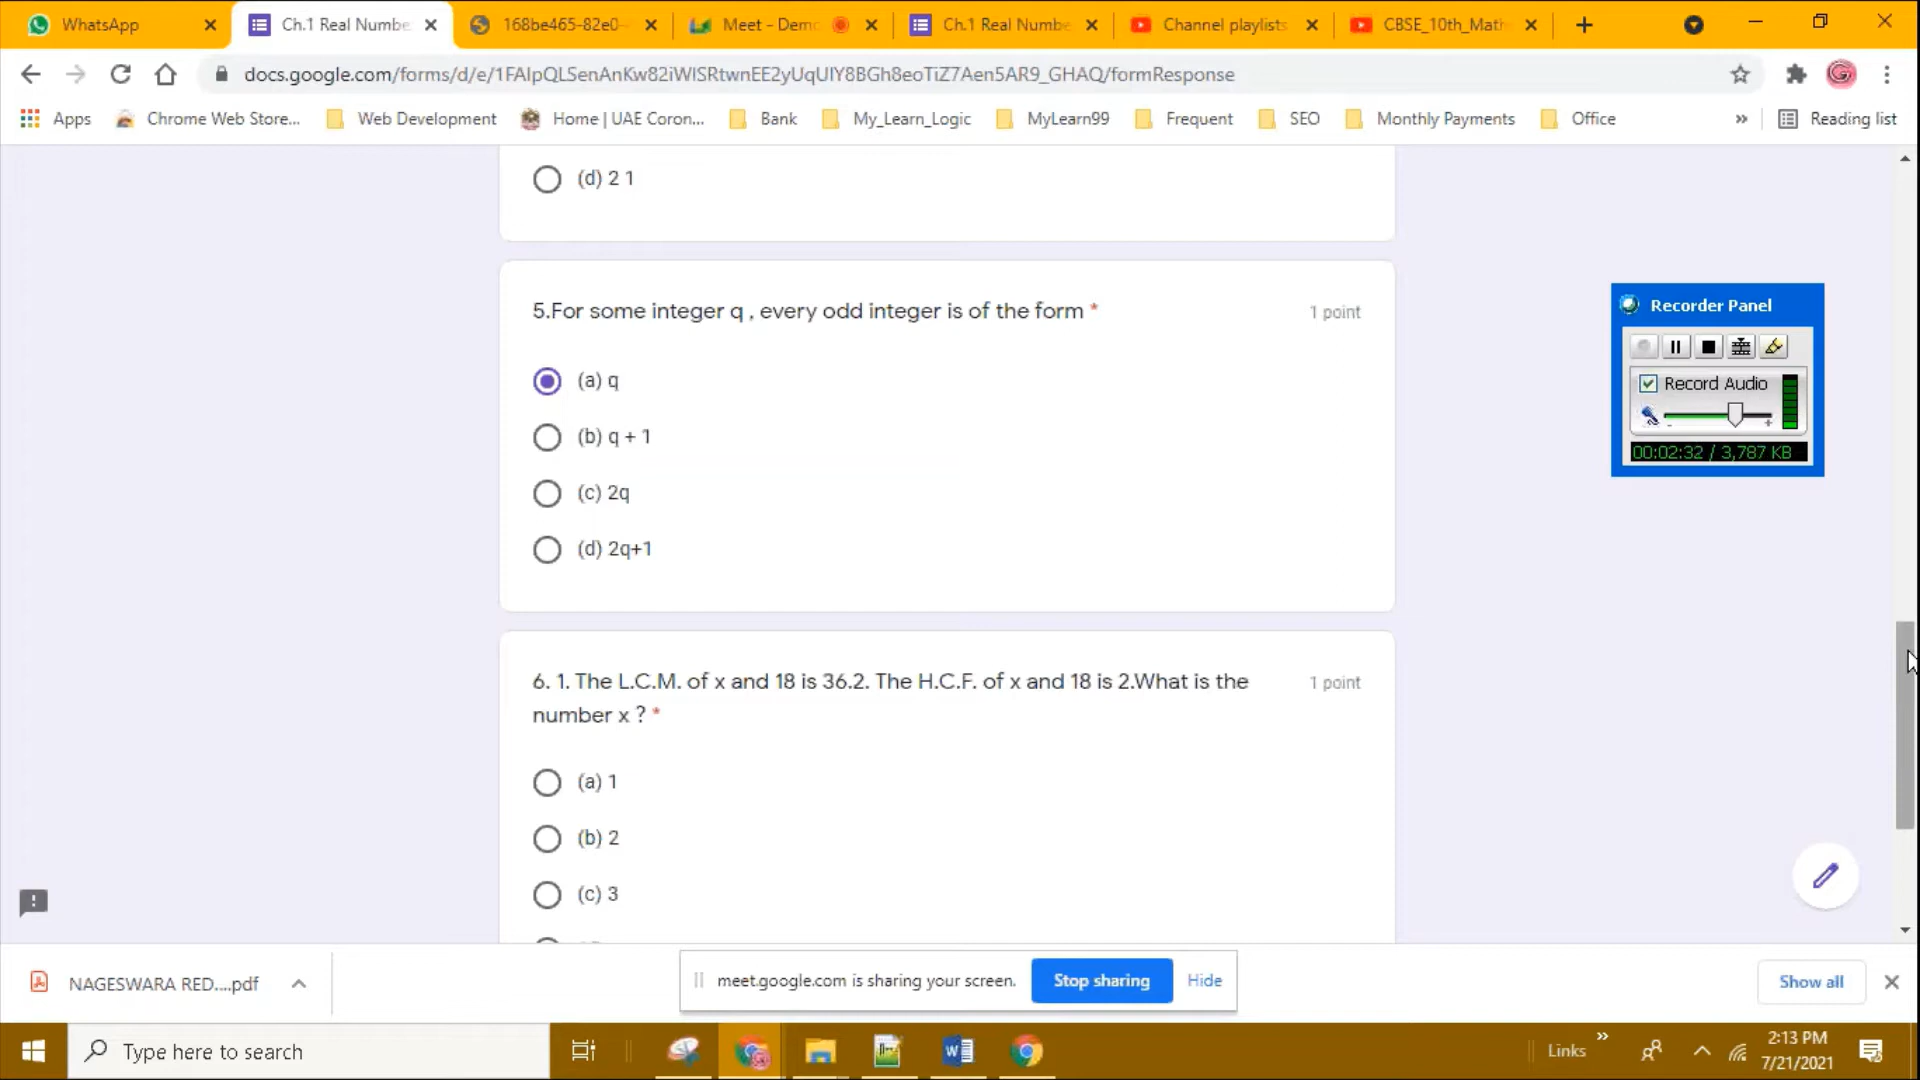 WhatsApp
Ch.1 Real Numbe
168be465-82e0-
Meet - Demo
Ch.1 Real Numbe
Channel playlists
CBSE_10th_Math
docs.google.com/forms/d/e/1FAIpQLSenAnKw82iWlSRtwnEE2yUqUlY8BGh8eoTiZ7Aen5AR9_GHAQ/formResponse
Apps
Chrome Web Store...
Web Development
Home | UAE Coron...
Bank
My_Learn_Logic
MyLearn99
Frequent
SEO
Monthly Payments
Office
»
Reading list
(d) 2 1
5.For some integer q , every odd integer is of the form *
1 point
(a) q
(b) q + 1
(c) 2q
(d) 2q+1
Recorder Panel
Record Audio
00:02:32 / 3,787 KB
6. 1. The L.C.M. of x and 18 is 36.2. The H.C.F. of x and 18 is 2.What is the
number x ? *
1 point
(a) 1
(b) 2
(c) 3
NAGESWARA RED....pdf
meet.google.com is sharing your screen.
Stop sharing
Hide
Show all
Type here to search
Links
»
2:13 PM
7/21/2021